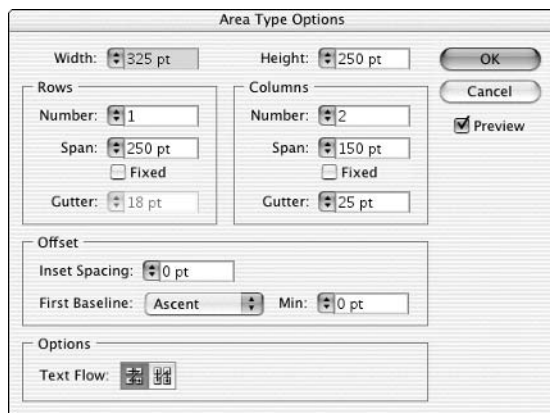 Area Type Options
Width: 325 pt Height: 250 pt OK
Rows Columns Cancel
Number: 1 Number: 2 Preview
Span: 250 pt Span: 150 pt
Fixed Fixed
Gutter: 18 pt Gutter: 25 pt
Offset
Inset Spacing: 0 pt
First Baseline: Ascent Min: 0 pt
Options
Text Flow: